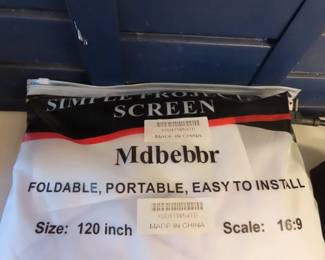 SIMPLE PROJECTOR
SCREEN
MADE IN CHINA
Mdbebbr
FOLDABLE, PORTABLE, EASY TO INSTALL
MADE IN CHINA
Size: 120 inch
Scale: 16:9